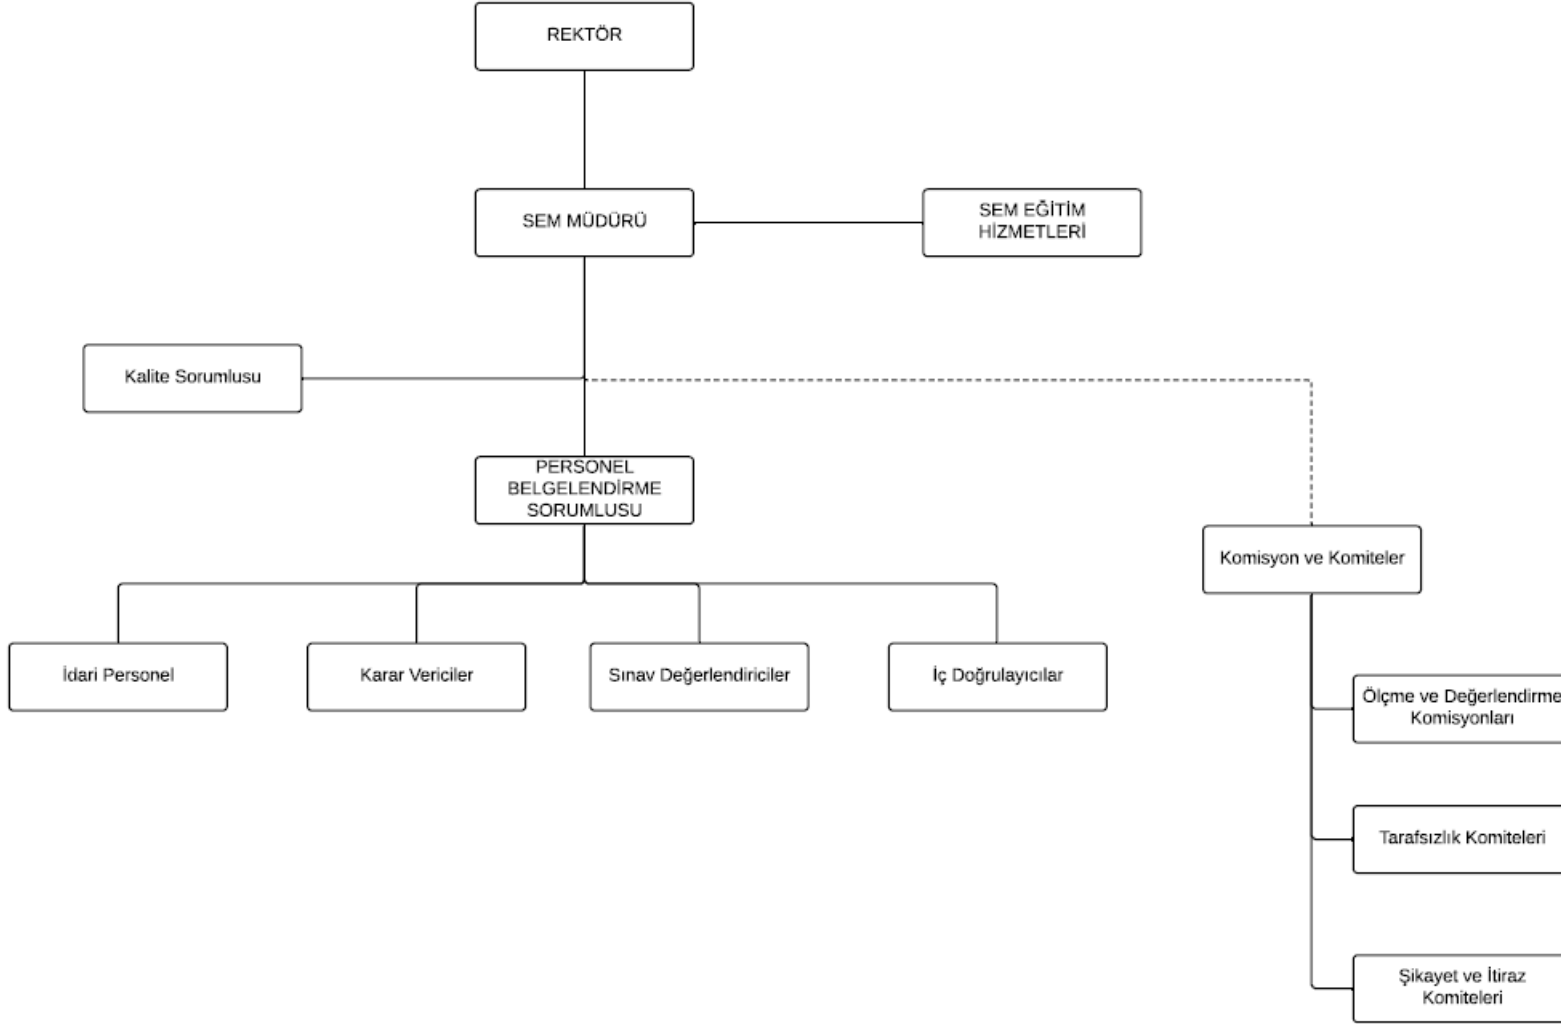 REKTÖR
SEM MÜDÜRÜ
SEM EĞİTİM
HİZMETLERİ
Kalite Sorumlusu
PERSONEL
BELGELENDİRME
SORUMLUSU
Komisyon ve Komiteler
İdari Personel
Karar Vericiler
Sınav Değerlendiriciler
İç Doğrulayıcılar
Ölçme ve Değerlendirme
Komisyonları
Tarafsızlık Komiteleri
Şikayet ve İtiraz
Komiteleri